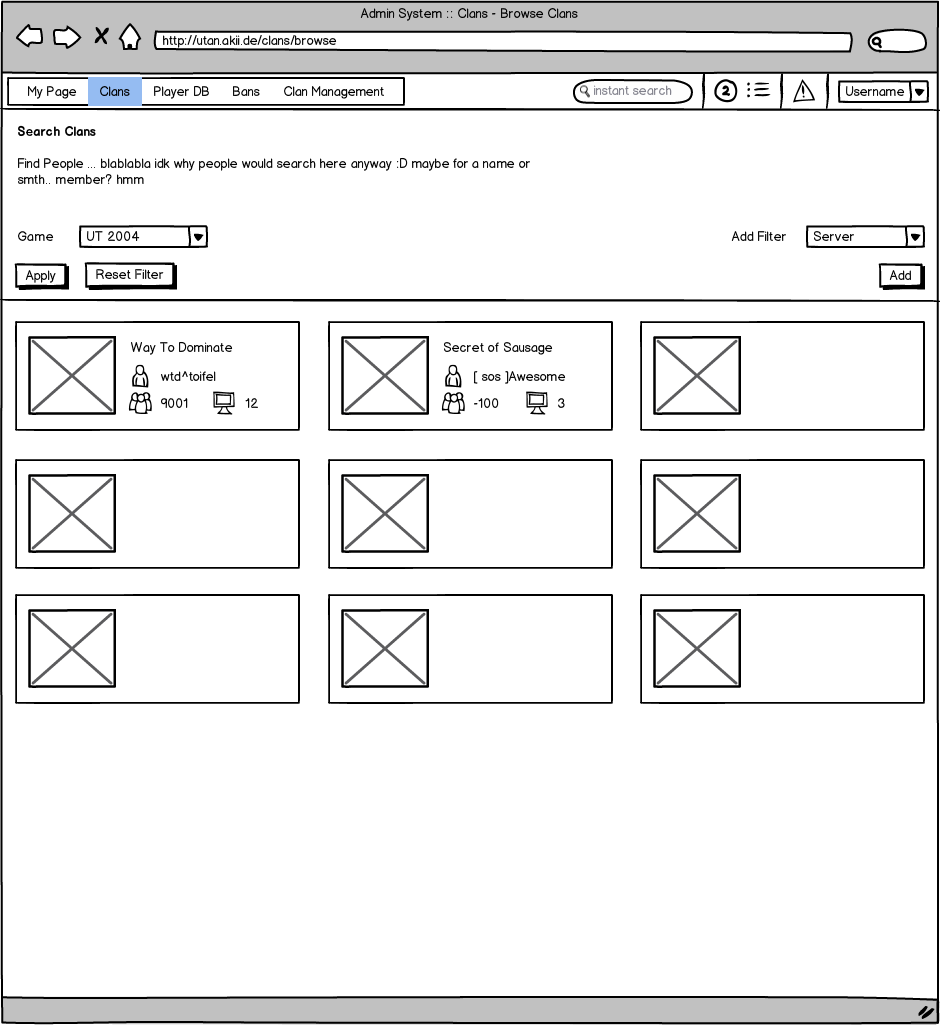 Admin System :: Clans - Browse Clans
http://utan.akii.de/clans/browse
My Page Clans Player DB Bans Clan Management instant search 2 Username
Search Clans
Find People ... blablabla idk why people would search here anyway :D maybe for a name or
smth.. member? hmm
Game UT 2004 Add Filter Server
Apply Reset Filter Add
Way To Dominate
wtd^toifel
9001 12
Secret of Sausage
[ sos ]Awesome
-100 3